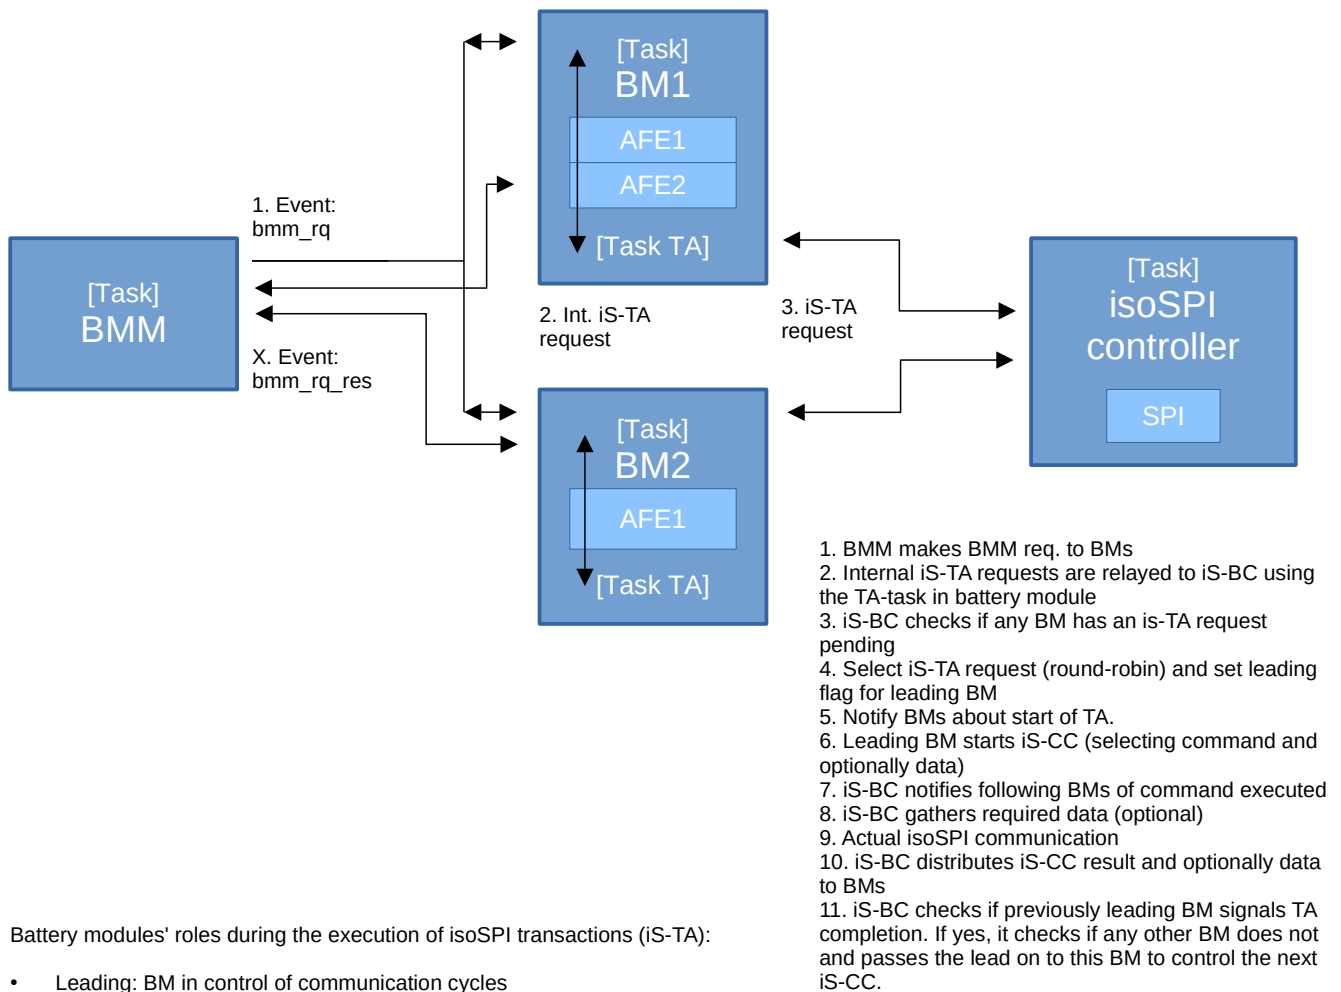 [Task]
BM1
AFE1
AFE2
[Task TA]
1. Event:
bmm_rq
[Task]
BMM
X. Event:
bmm_rq_res
2. Int. iS-TA
request
3. iS-TA
request
[Task]
isoSPI
controller
SPI
[Task]
BM2
AFE1
[Task TA]
1. BMM makes BMM req. to BMs
2. Internal iS-TA requests are relayed to iS-BC using
the TA-task in battery module
3. iS-BC checks if any BM has an is-TA request
pending
4. Select iS-TA request (round-robin) and set leading
flag for leading BM
5. Notify BMs about start of TA.
6. Leading BM starts iS-CC (selecting command and
optionally data)
7. iS-BC notifies following BMs of command executed
8. iS-BC gathers required data (optional)
9. Actual isoSPI communication
10. iS-BC distributes iS-CC result and optionally data
to BMs
11. iS-BC checks if previously leading BM signals TA
completion. If yes, it checks if any other BM does not
and passes the lead on to this BM to control the next
iS-CC.
Battery modules' roles during the execution of isoSPI transactions (iS-TA):
• Leading: BM in control of communication cycles